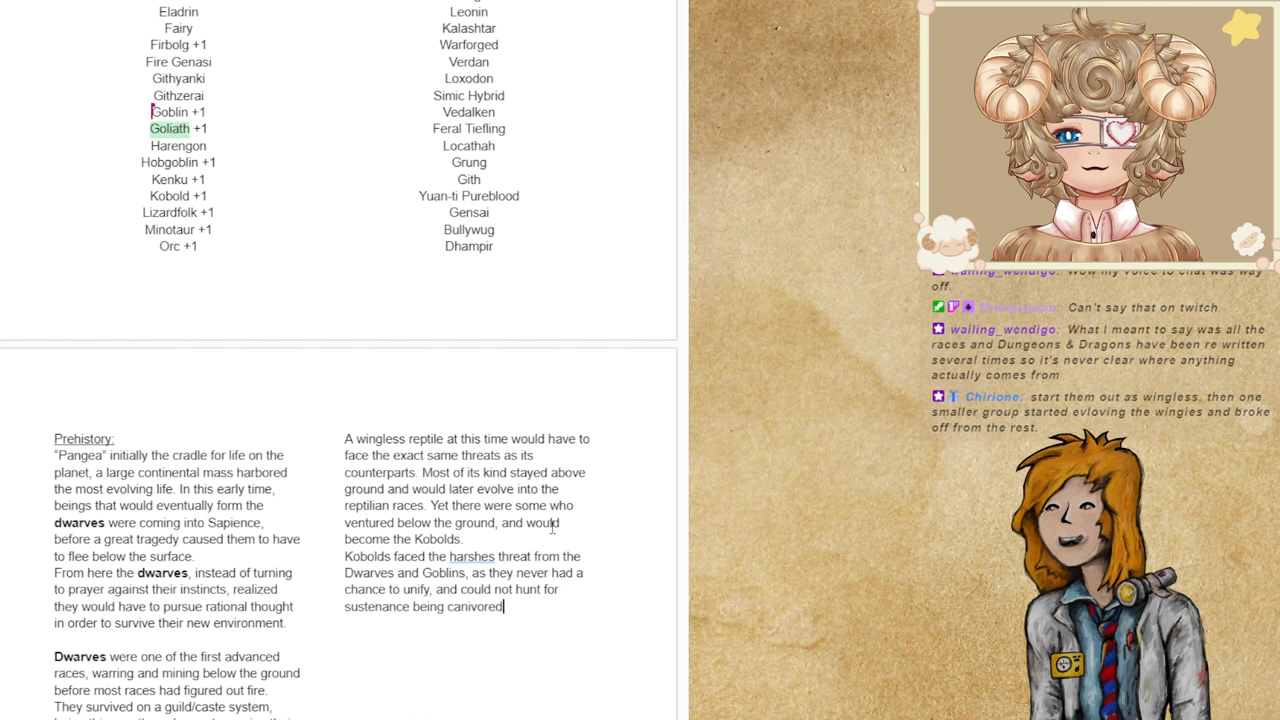 Eladrin
Fairy
Firbolg +1
Fire Genasi
Githyanki
Githzerai
Goblin +1
Goliath +1
Harengon
Hobgoblin +1
Kenku +1
Kobold +1
Lizardfolk +1
Minotaur +1
Orc +1
Leonin
Kalashtar
Warforged
Verdan
Loxodon
Simic Hybrid
Vedalken
Feral Tiefling
Locathah
Grung
Gith
Yuan-ti Pureblood
Gensai
Bullywug
Dhampir
Prehistory:
“Pangea” initially the cradle for life on the
planet, a large continental mass harbored
the most evolving life. In this early time,
beings that would eventually form the
dwarves were coming into Sapience,
before a great tragedy caused them to have
to flee below the surface.
From here the dwarves, instead of turning
to prayer against their instincts, realized
they would have to pursue rational thought
in order to survive their new environment.
Dwarves were one of the first advanced
races, warring and mining below the ground
before most races had figured out fire.
They survived on a guild/caste system,
A wingless reptile at this time would have to
face the exact same threats as its
counterparts. Most of its kind stayed above
ground and would later evolve into the
reptilian races. Yet there were some who
ventured below the ground, and would
become the Kobolds.
Kobolds faced the harshes threat from the
Dwarves and Goblins, as they never had a
chance to unify, and could not hunt for
sustenance being canivored
wailing_wendigo: Wow my voice to chat was way
off.
Can't say that on twitch
wailing_wendigo: What I meant to say was all the
races and Dungeons & Dragons have been re written
several times so it's never clear where anything
actually comes from
Chirione: start them out as wingless, then one
smaller group started evloving the wingies and broke
off from the rest.